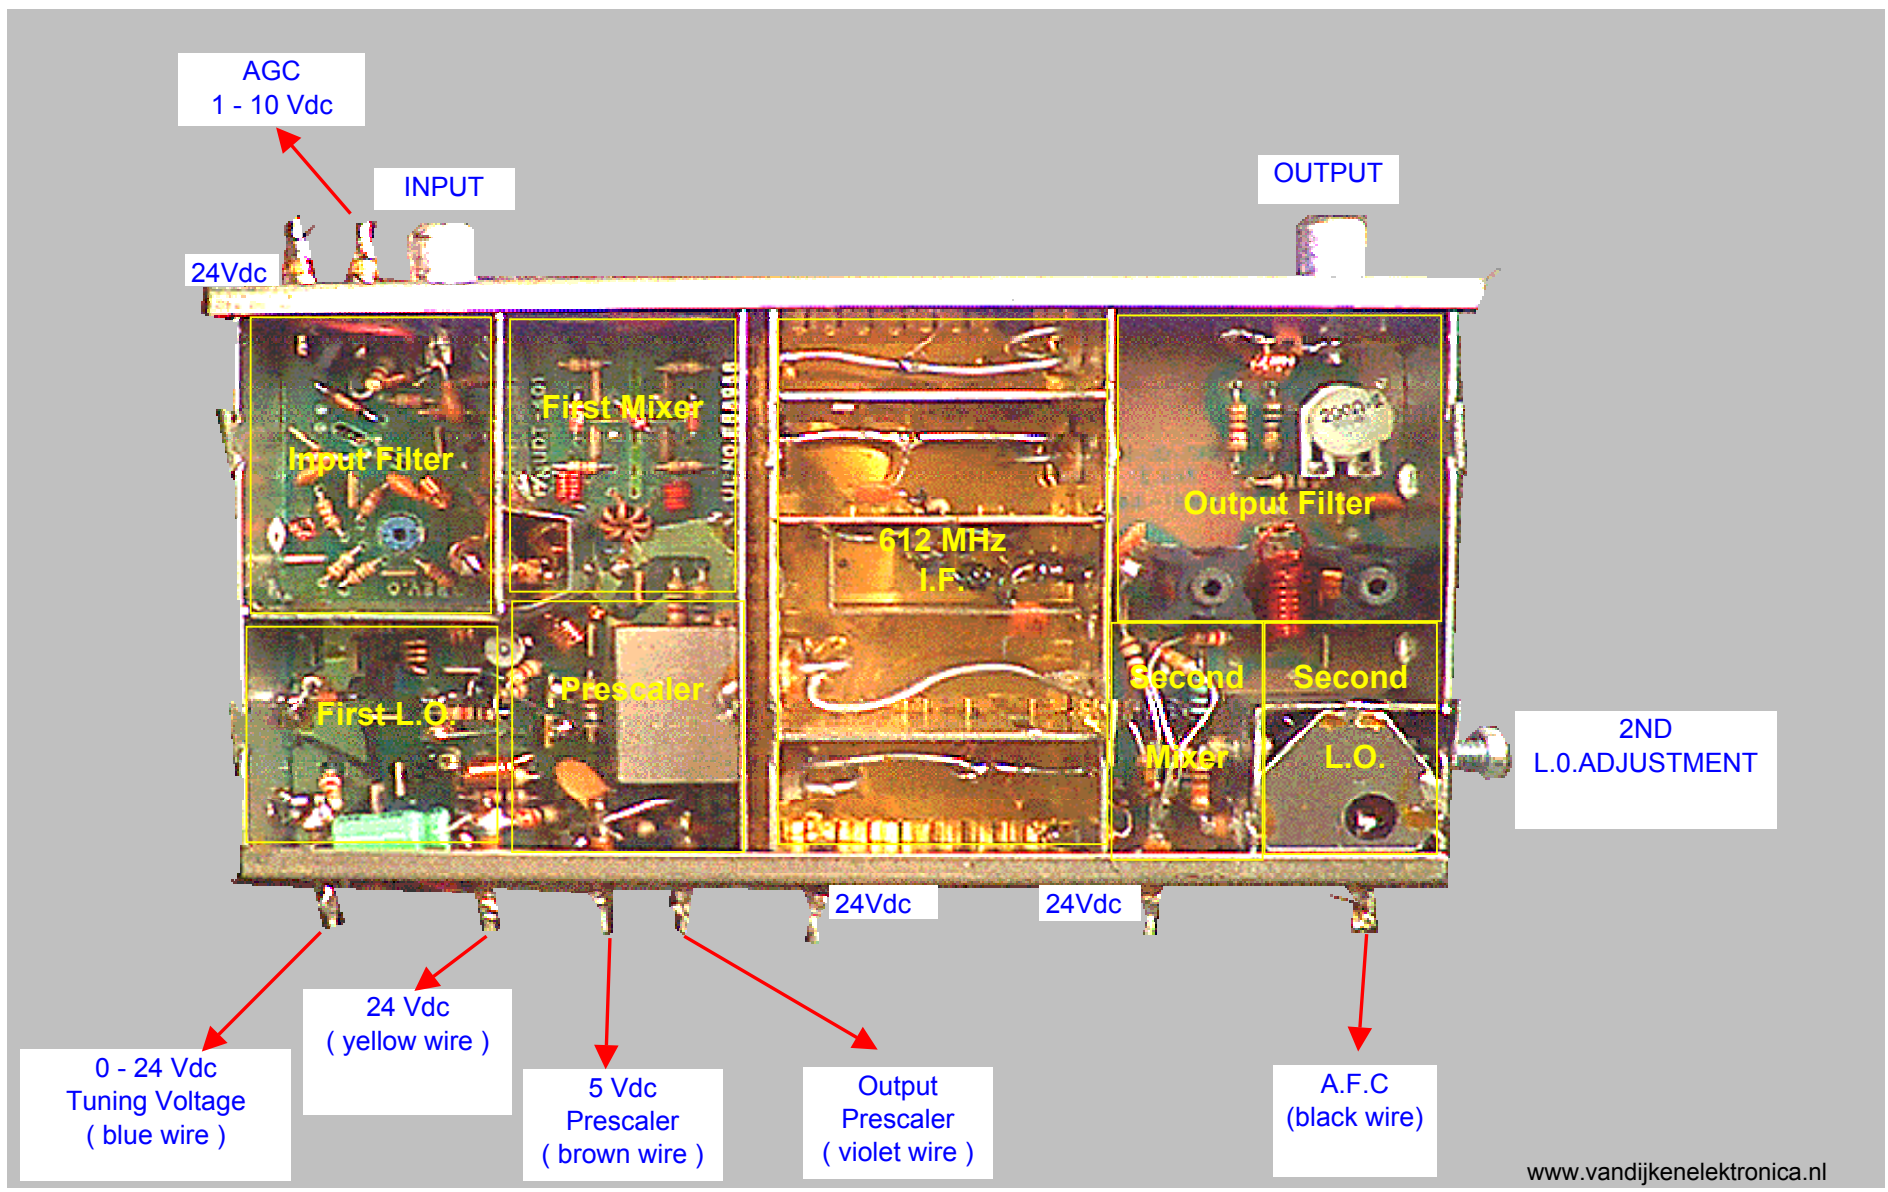 AGC
1 - 10 Vdc
INPUT
OUTPUT
24Vdc
First Mixer
Input Filter
Output Filter
612 MHz
I.F.
Prescaler
First L.O.
Second
Mixer
Second
L.O.
2ND
L.0.ADJUSTMENT
24Vdc
24Vdc
24 Vdc
( yellow wire )
0 - 24 Vdc
Tuning Voltage
( blue wire )
5 Vdc
Prescaler
( brown wire )
Output
Prescaler
( violet wire )
A.F.C
(black wire)
www.vandijkenelektronica.nl